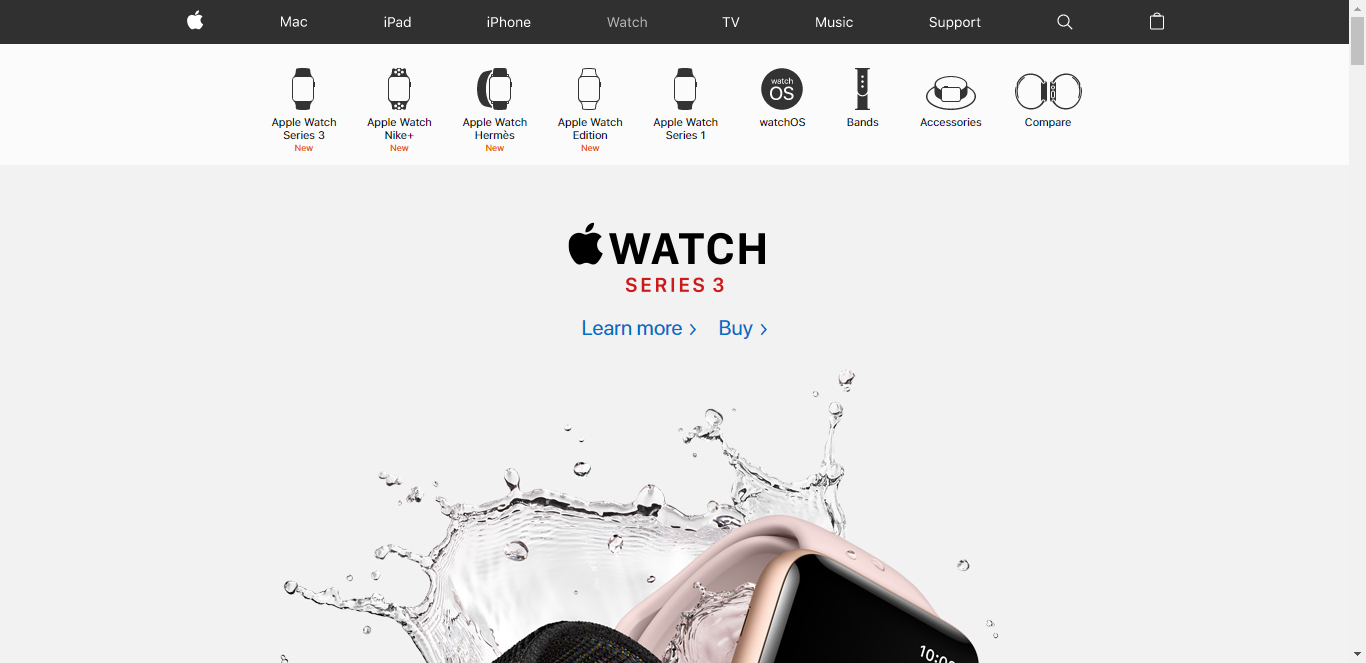 Mac iPad iPhone Watch TV Music Support
Apple Watch Series 3 New
Apple Watch Nike+ New
Apple Watch Hermès New
Apple Watch Edition New
Apple Watch Series 1
watch OS watchOS
Bands
Accessories
Compare
WATCH
SERIES 3
Learn more > Buy >